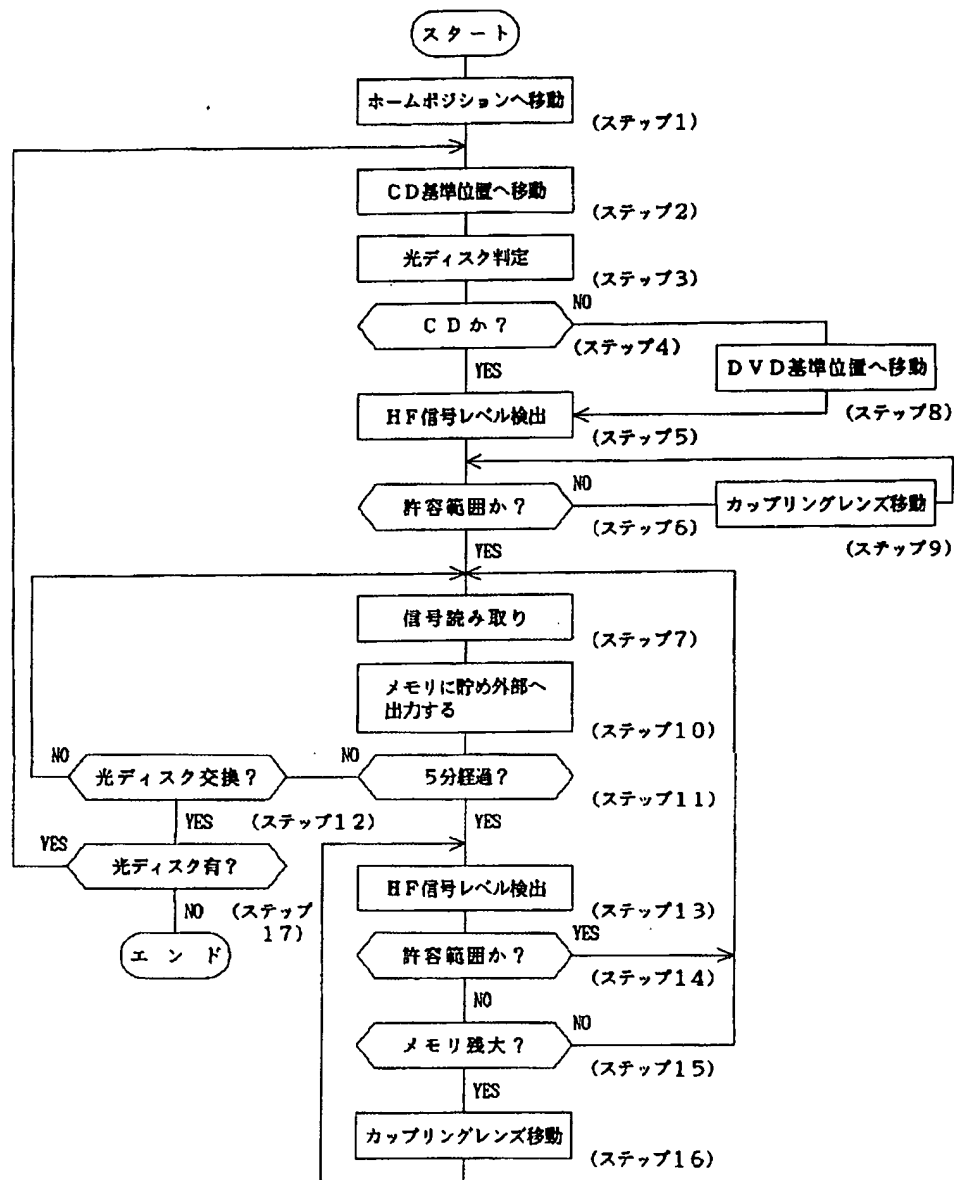 スタート
ホームポジションへ移動
(ステップ1)
CD基準位置へ移動
(ステップ2)
光ディスク判定
(ステップ3)
CDか?
NO
(ステップ4)
YES
DVD基準位置へ移動
(ステップ8)
HF信号レベル検出
(ステップ5)
許容範囲か?
NO
(ステップ6)
YES
カップリングレンズ移動
(ステップ9)
信号読み取り
(ステップ7)
メモリに貯め外部へ
出力する
(ステップ10)
NO
光ディスク交換?
NO
5分経過?
(ステップ11)
YES
(ステップ12)
YES
YES
光ディスク有?
NO
(ステップ
17)
エンド
HF信号レベル検出
(ステップ13)
許容範囲か?
YES
(ステップ14)
NO
メモリ残大?
NO
(ステップ15)
YES
カップリングレンズ移動
(ステップ16)